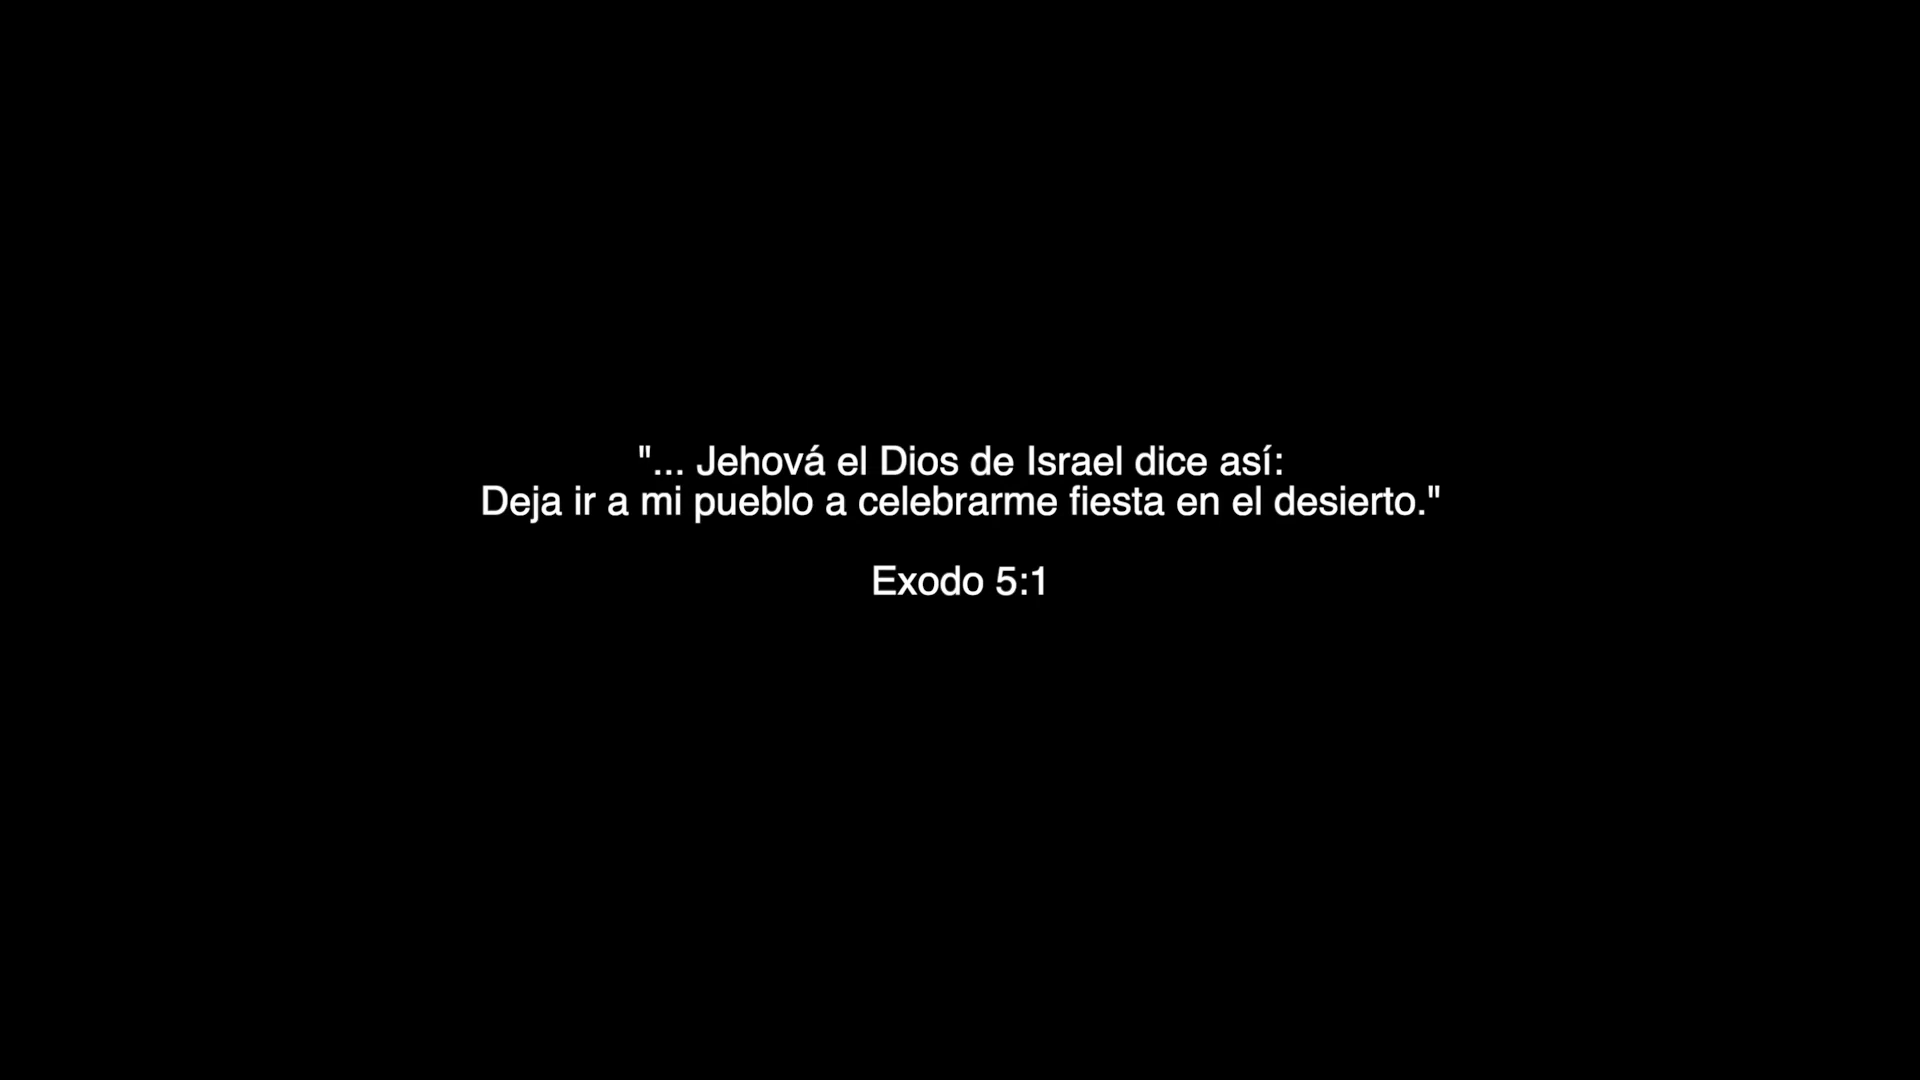 "... Jehová el Dios de Israel dice así:
Deja ir a mi pueblo a celebrarme fiesta en el desierto."
Exodo 5:1